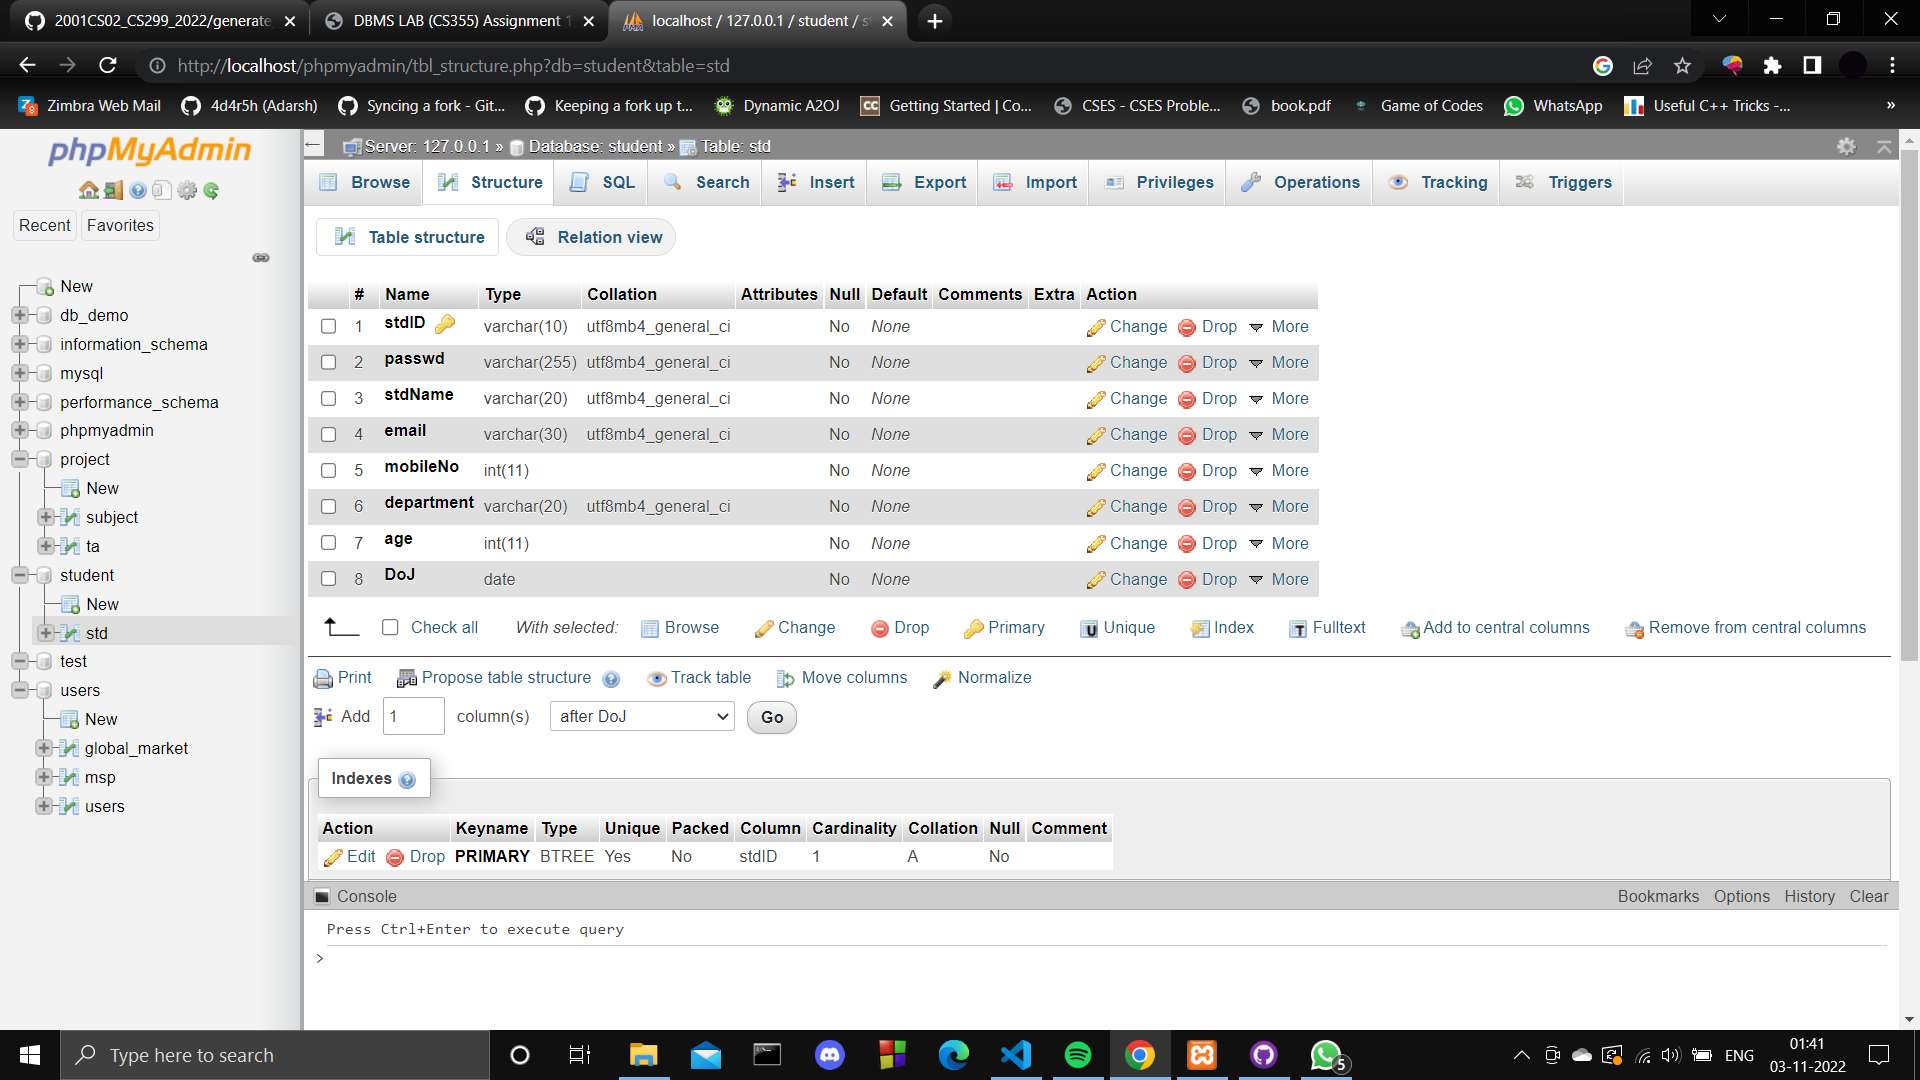 2001CS02_CS299_2022/generate
DBMS LAB (CS355) Assignment 1
localhost / 127.0.0.1 / student / s
http://localhost/phpmyadmin/tbl_structure.php?db=student&table=std
Zimbra Web Mail
4d4r5h (Adarsh)
Syncing a fork - Git...
Keeping a fork up t...
Dynamic A2OJ
Getting Started | Co...
CSES - CSES Proble...
book.pdf
Game of Codes
WhatsApp
Useful C++ Tricks -...
»
phpMyAdmin
Recent Favorites
New
db_demo
information_schema
mysql
performance_schema
phpmyadmin
project
New
subject
ta
student
New
std
test
users
New
global_market
msp
users
Server: 127.0.0.1 » Database: student » Table: std
Browse Structure SQL Search Insert Export Import Privileges Operations Tracking Triggers
Table structure Relation view
# Name Type Collation Attributes Null Default Comments Extra Action
1 stdID varchar(10) utf8mb4_general_ci No None Change Drop More
2 passwd varchar(255) utf8mb4_general_ci No None Change Drop More
3 stdName varchar(20) utf8mb4_general_ci No None Change Drop More
4 email varchar(30) utf8mb4_general_ci No None Change Drop More
5 mobileNo int(11) No None Change Drop More
6 department varchar(20) utf8mb4_general_ci No None Change Drop More
7 age int(11) No None Change Drop More
8 DoJ date No None Change Drop More
Check all With selected: Browse Change Drop Primary Unique Index Fulltext Add to central columns Remove from central columns
Print Propose table structure Track table Move columns Normalize
Add 1 column(s) after DoJ Go
Indexes
Action Keyname Type Unique Packed Column Cardinality Collation Null Comment
Edit Drop PRIMARY BTREE Yes No stdID 1 A No
Console Bookmarks Options History Clear
Press Ctrl+Enter to execute query
>
Type here to search
5
ENG
01:41
03-11-2022